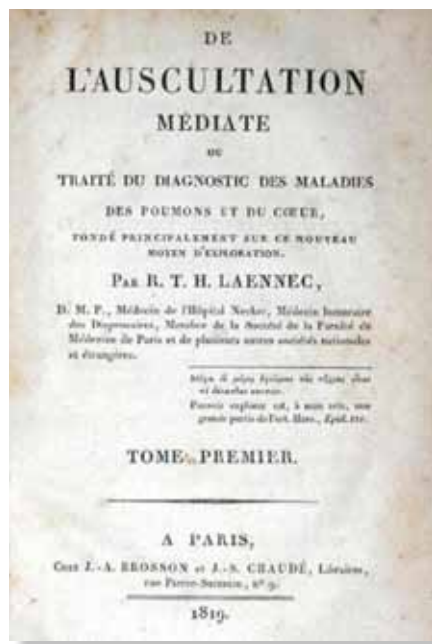 DE
L'AUSCULTATION
MÉDIATE
OU
TRAITÉ DU DIAGNOSTIC DES MALADIES
DES POUMONS ET DU CŒUR,
FONDÉ PRINCIPALEMENT SUR CE NOUVEAU
MOYEN D'EXPLORATION.
PAR R. T. H. LAENNEC,
D. M. P., Médecin de l'Hôpital Necker, Médecin honoraire
des Dispensaires, Membre de la Société de la Faculté de
Médecine de Paris et de plusieurs autres sociétés nationales
et étrangères.
Pouvoir explorer est, à mon avis, une
grande partie de l'art. HIPP., Epid. III.
TOME PREMIER.
A PARIS,
CHEZ J.-A. BROSSON et J.-S. CHAUDÉ, Libraires,
rue Pierre-Sarrazin, n° 9.
1819.